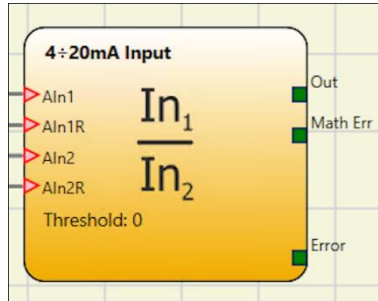 4÷20mA Input
AIn1
AIn1R
AIn2
AIn2R
In₁
In₂
Threshold: 0
Out
Math Err
Error